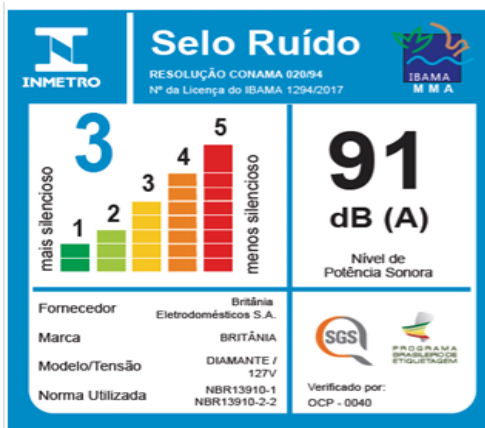 INMETRO
Selo Ruído
RESOLUÇÃO CONAMA 020/94
Nº da Licença do IBAMA 1294/2017
IBAMA
MMA
3
mais silencioso
1
2
3
4
5
menos silencioso
91
dB (A)
Nível de
Potência Sonora
Fornecedor
Britânia
Eletrodomésticos S.A.
Marca
BRITÂNIA
Modelo/Tensão
DIAMANTE /
127V
Norma Utilizada
NBR13910-1
NBR13910-2-2
SGS
PROGRAMA
BRASILEIRO DE
ETIQUETAGEM
Verificado por:
OCP - 0040